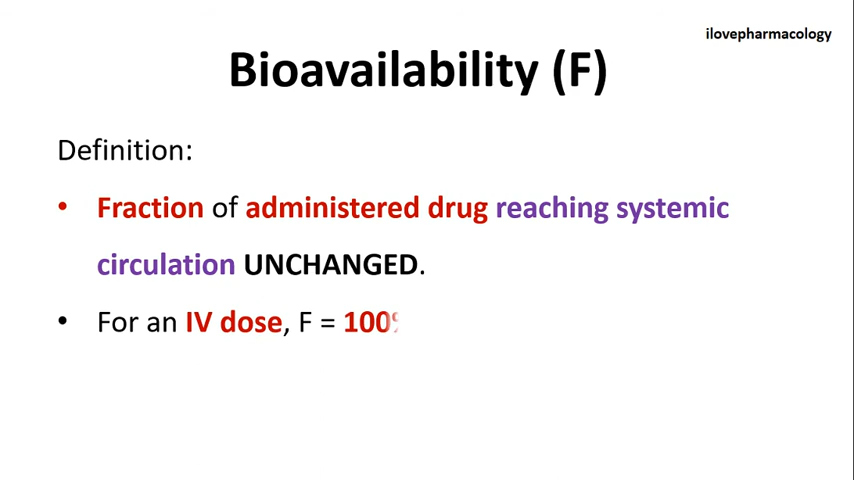 ilovepharmacology
Bioavailability (F)
Definition:
• Fraction of administered drug reaching systemic
circulation UNCHANGED.
• For an IV dose, F = 100%